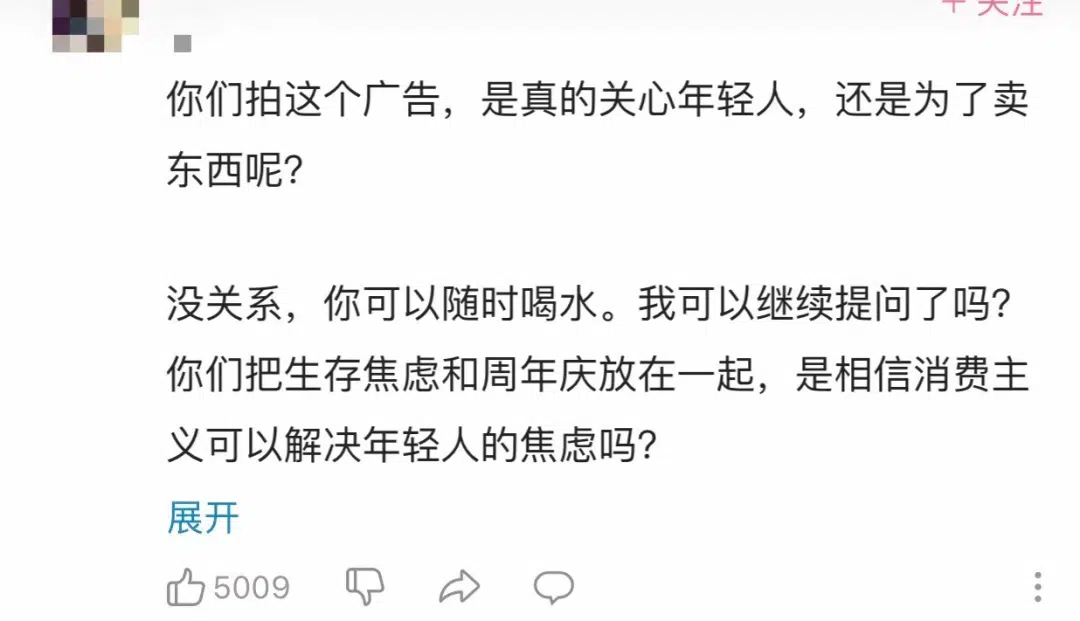 + 关注
你们拍这个广告，是真的关心年轻人，还是为了卖
东西呢？
没关系，你可以随时喝水。我可以继续提问了吗？
你们把生存焦虑和周年庆放在一起，是相信消费主
义可以解决年轻人的焦虑吗？
展开
5009